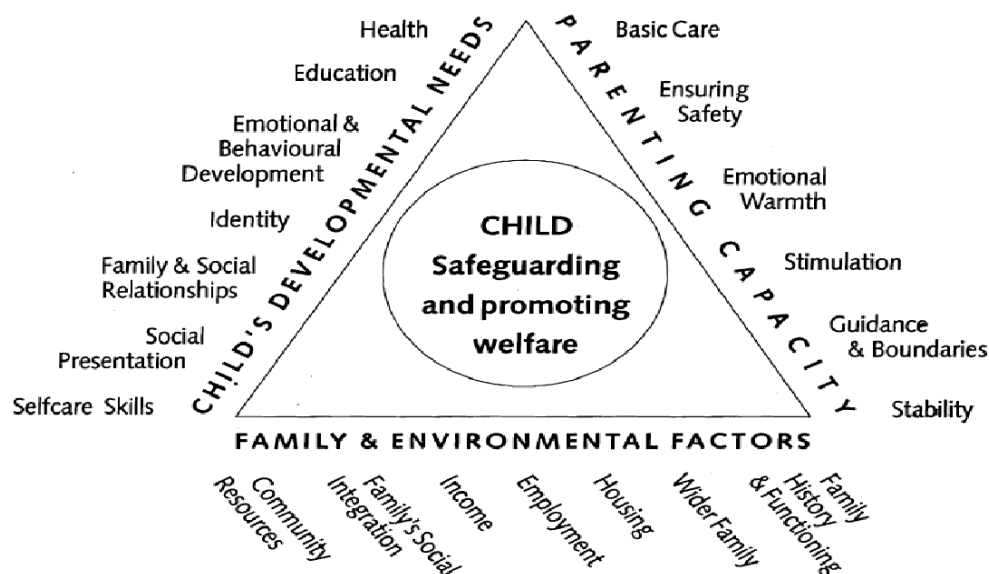 Health
Education
Emotional &
Behavioural
Development
Identity
Family & Social
Relationships
Social
Presentation
Selfcare Skills
CHILD'S DEVELOPMENTAL NEEDS
PARENTING CAPACITY
Basic Care
Ensuring
Safety
Emotional
Warmth
Stimulation
Guidance
& Boundaries
Stability
CHILD
Safeguarding
and promoting
welfare
FAMILY & ENVIRONMENTAL FACTORS
Community
Resources
Family's Social
Integration
Income
Employment
Housing
Wider Family
Family
History
& Functioning